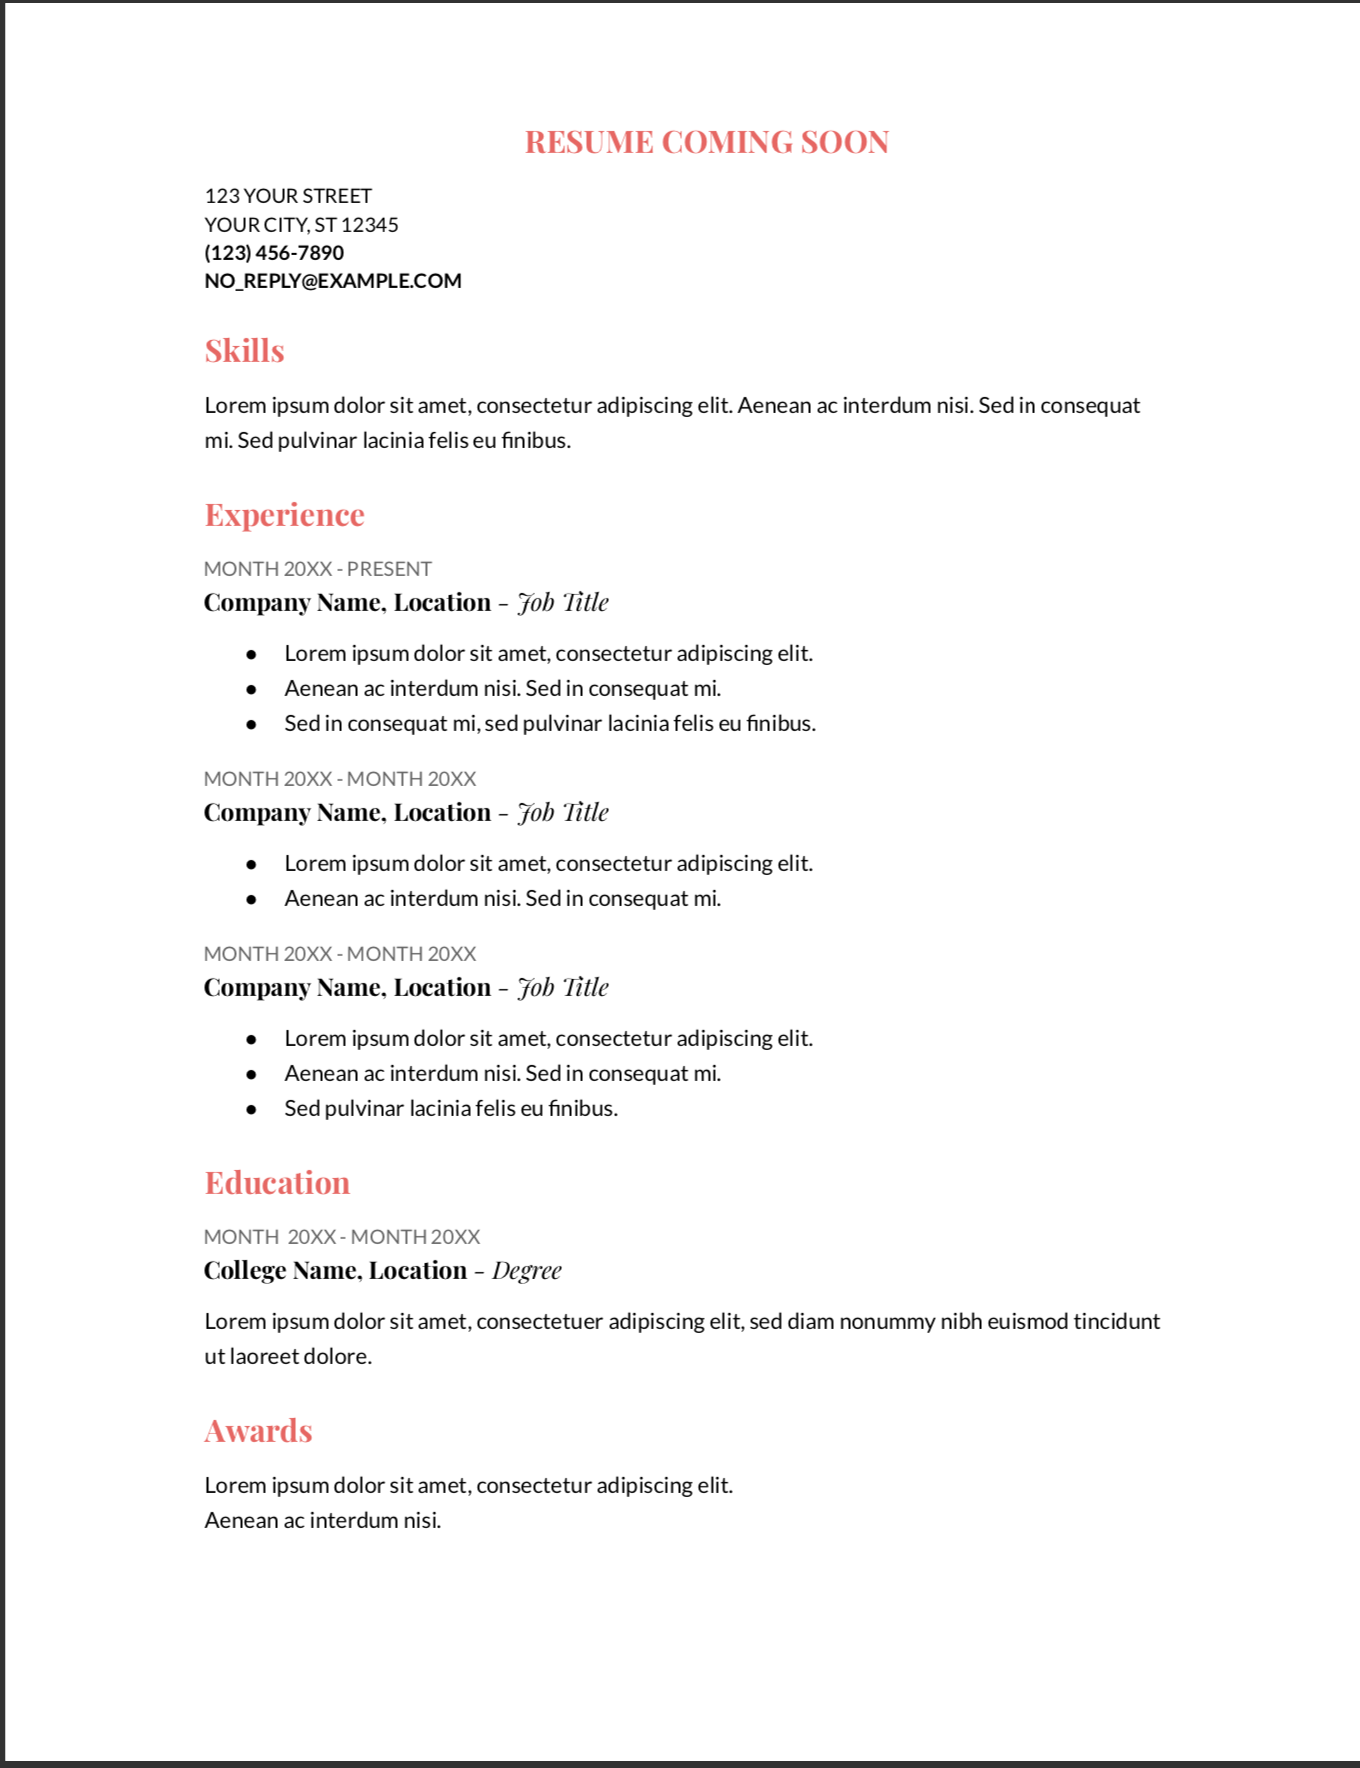 RESUME COMING SOON
123 YOUR STREET
YOUR CITY, ST 12345
(123) 456-7890
NO_REPLY@EXAMPLE.COM
Skills
Lorem ipsum dolor sit amet, consectetur adipiscing elit. Aenean ac interdum nisi. Sed in consequat
mi. Sed pulvinar lacinia felis eu finibus.
Experience
MONTH 20XX - PRESENT
Company Name, Location - Job Title
● Lorem ipsum dolor sit amet, consectetur adipiscing elit.
● Aenean ac interdum nisi. Sed in consequat mi.
● Sed in consequat mi, sed pulvinar lacinia felis eu finibus.
MONTH 20XX - MONTH 20XX
Company Name, Location - Job Title
● Lorem ipsum dolor sit amet, consectetur adipiscing elit.
● Aenean ac interdum nisi. Sed in consequat mi.
MONTH 20XX - MONTH 20XX
Company Name, Location - Job Title
● Lorem ipsum dolor sit amet, consectetur adipiscing elit.
● Aenean ac interdum nisi. Sed in consequat mi.
● Sed pulvinar lacinia felis eu finibus.
Education
MONTH 20XX - MONTH 20XX
College Name, Location - Degree
Lorem ipsum dolor sit amet, consectetuer adipiscing elit, sed diam nonummy nibh euismod tincidunt
ut laoreet dolore.
Awards
Lorem ipsum dolor sit amet, consectetur adipiscing elit.
Aenean ac interdum nisi.